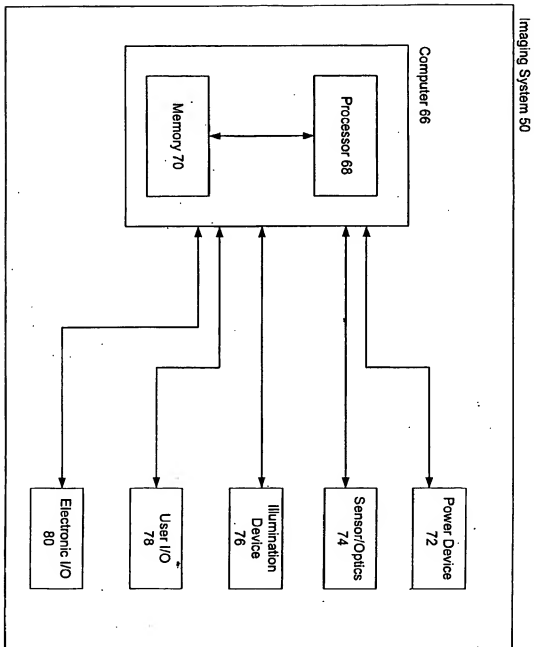 Imaging System 50
Computer 66
Processor 68
Memory 70
Power Device
72
Sensor/Optics
74
Illumination
Device
76
User I/O
78
Electronic I/O
80